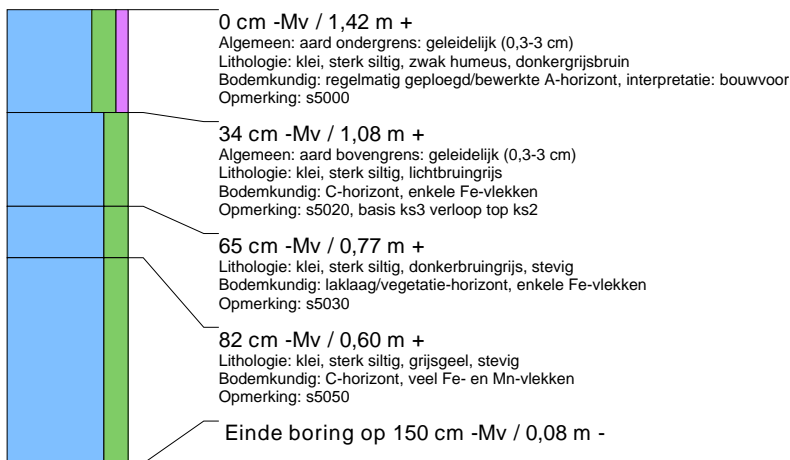 0 cm -Mv / 1,42 m +
Algemeen: aard ondergrens: geleidelijk (0,3-3 cm)
Lithologie: klei, sterk siltig, zwak humeus, donkergrijsbruin
Bodemkundig: regelmatig geploegd/bewerkte A-horizont, interpretatie: bouwvoor
Opmerking: s5000
34 cm -Mv / 1,08 m +
Algemeen: aard bovengrens: geleidelijk (0,3-3 cm)
Lithologie: klei, sterk siltig, lichtbruingrijs
Bodemkundig: C-horizont, enkele Fe-vlekken
Opmerking: s5020, basis ks3 verloop top ks2
65 cm -Mv / 0,77 m +
Lithologie: klei, sterk siltig, donkerbruingrijs, stevig
Bodemkundig: laklaag/vegetatie-horizont, enkele Fe-vlekken
Opmerking: s5030
82 cm -Mv / 0,60 m +
Lithologie: klei, sterk siltig, grijsgeel, stevig
Bodemkundig: C-horizont, veel Fe- en Mn-vlekken
Opmerking: s5050
Einde boring op 150 cm -Mv / 0,08 m -